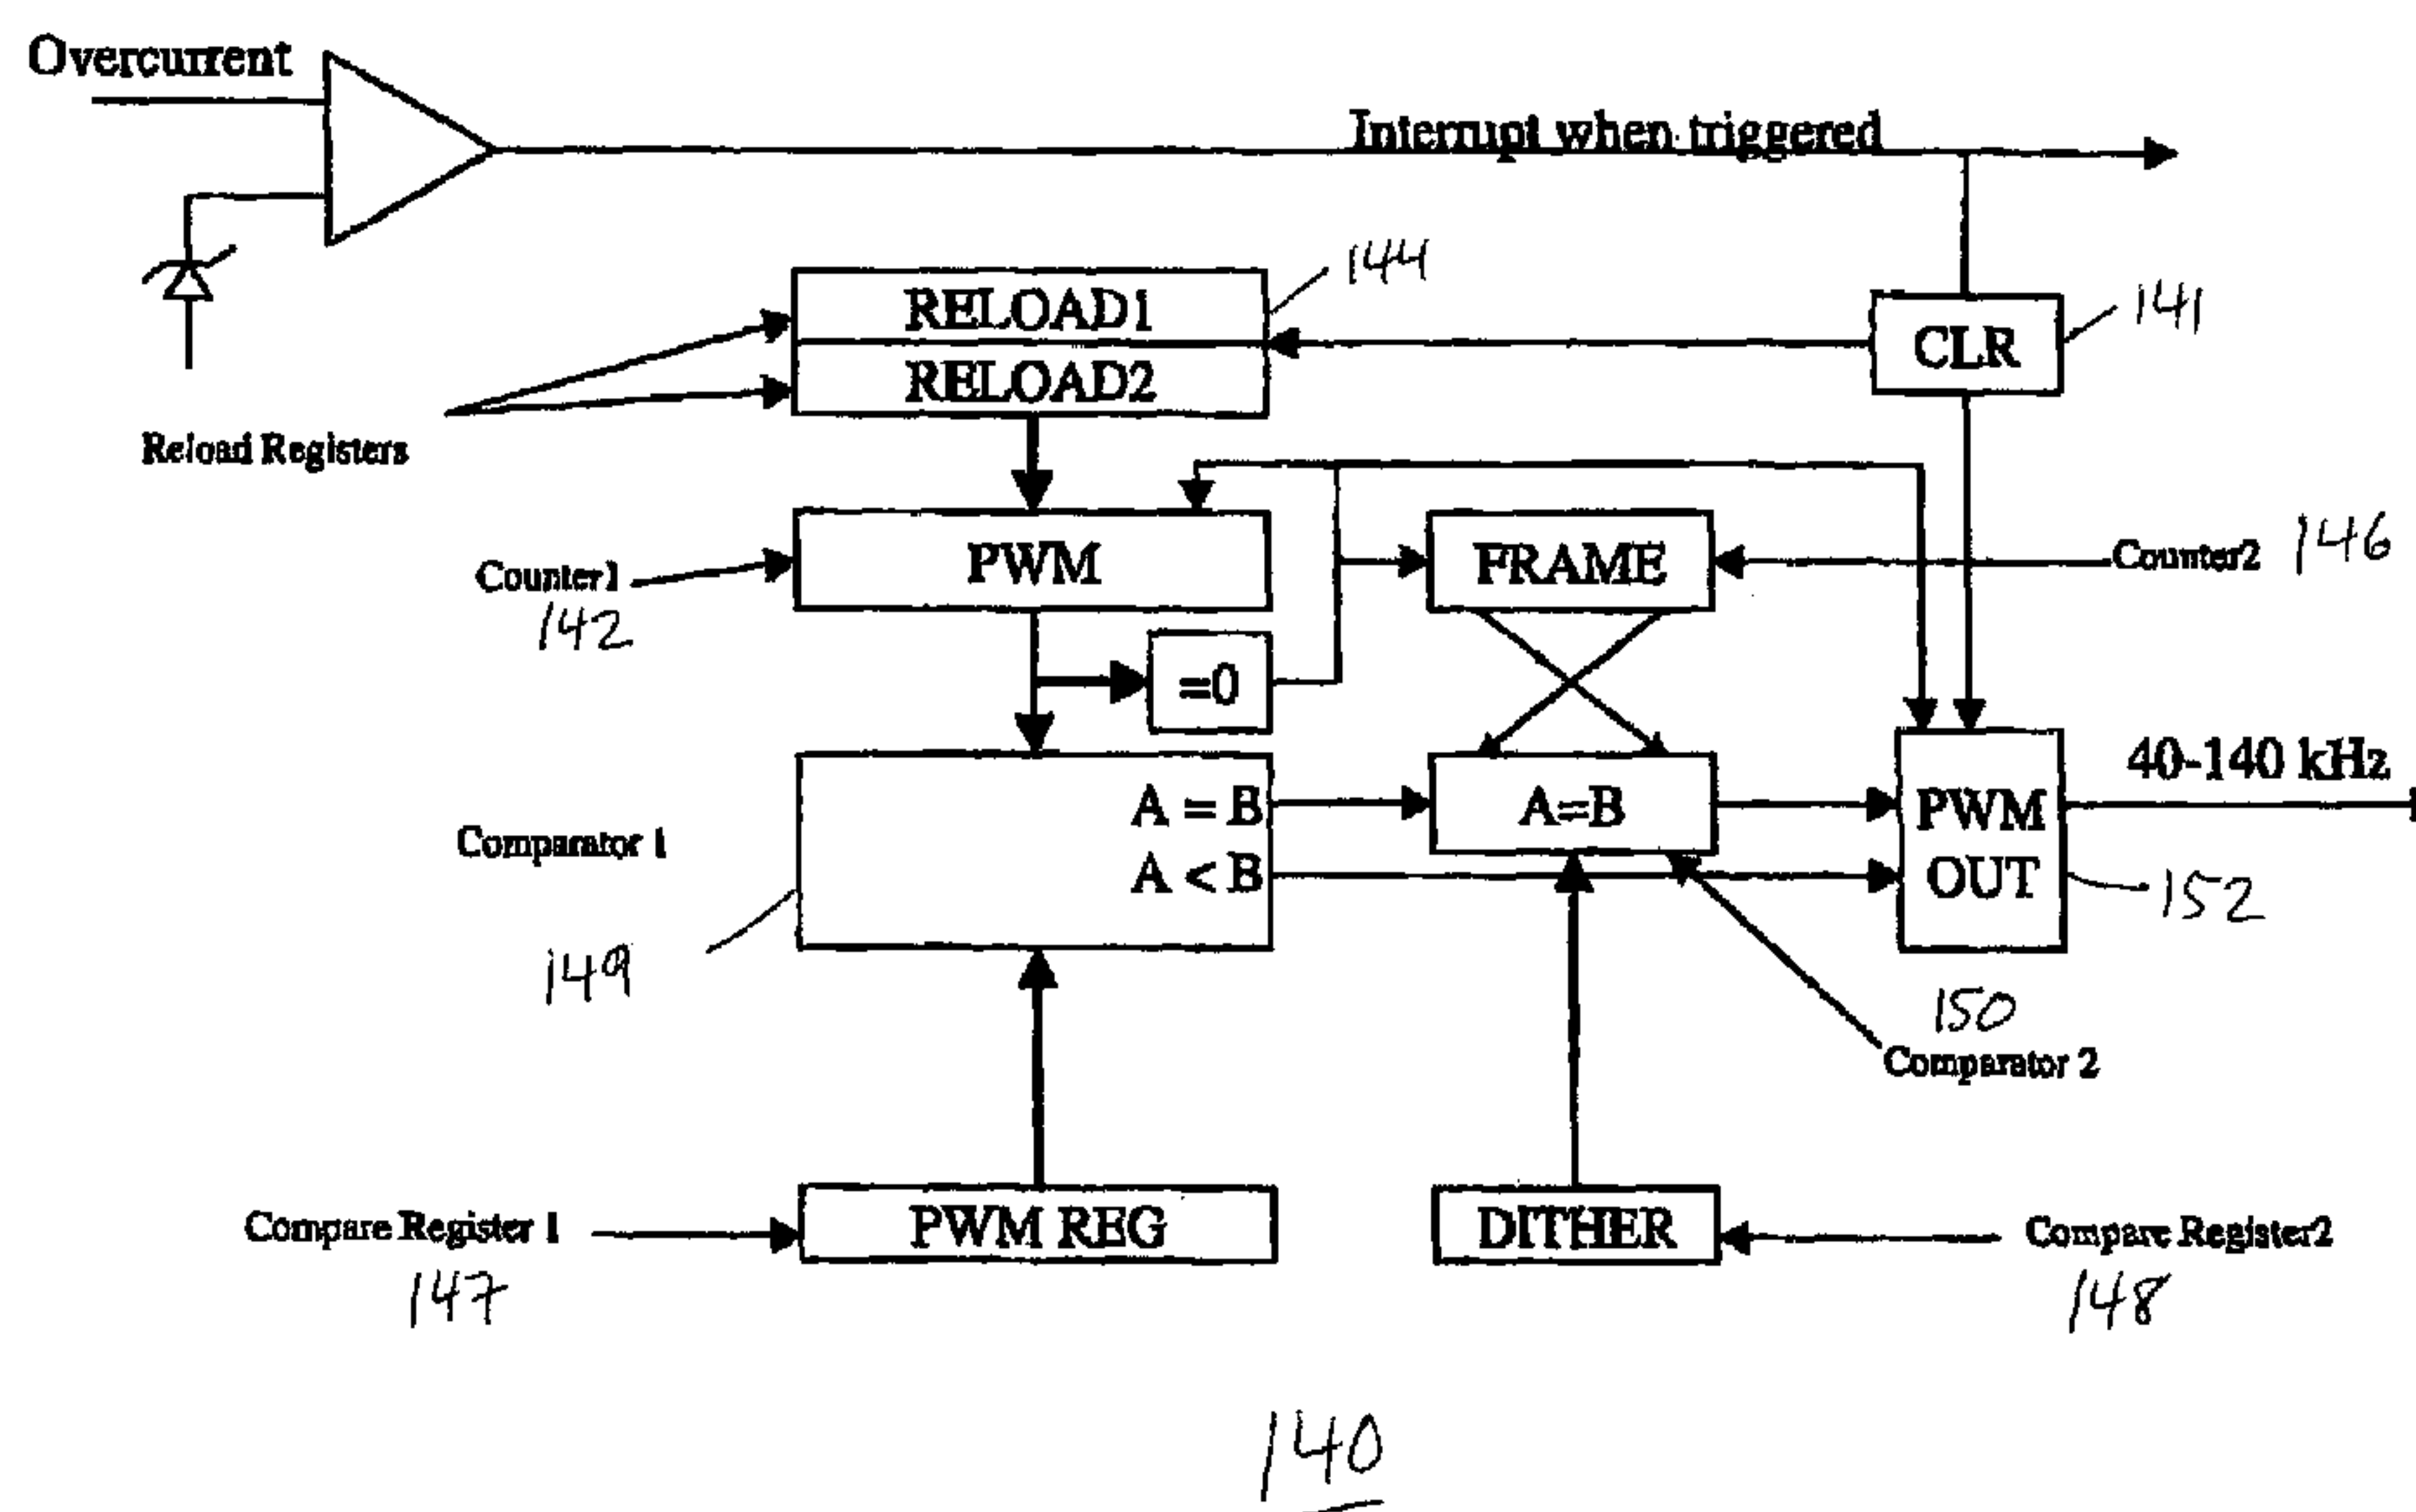 Overcurrent
Interrupt when triggered
144
RELOAD1
141
CLR
RELOAD2
Reload Registers
PWM
FRAME
Counter1
142
Counter2
146
=0
40-140 kHz
A = B
A=B
PWM
OUT
Comparator 1
A < B
152
149
150
Comparator 2
Compare Register 1
PWM REG
DITHER
Compare Register2
147
148
140